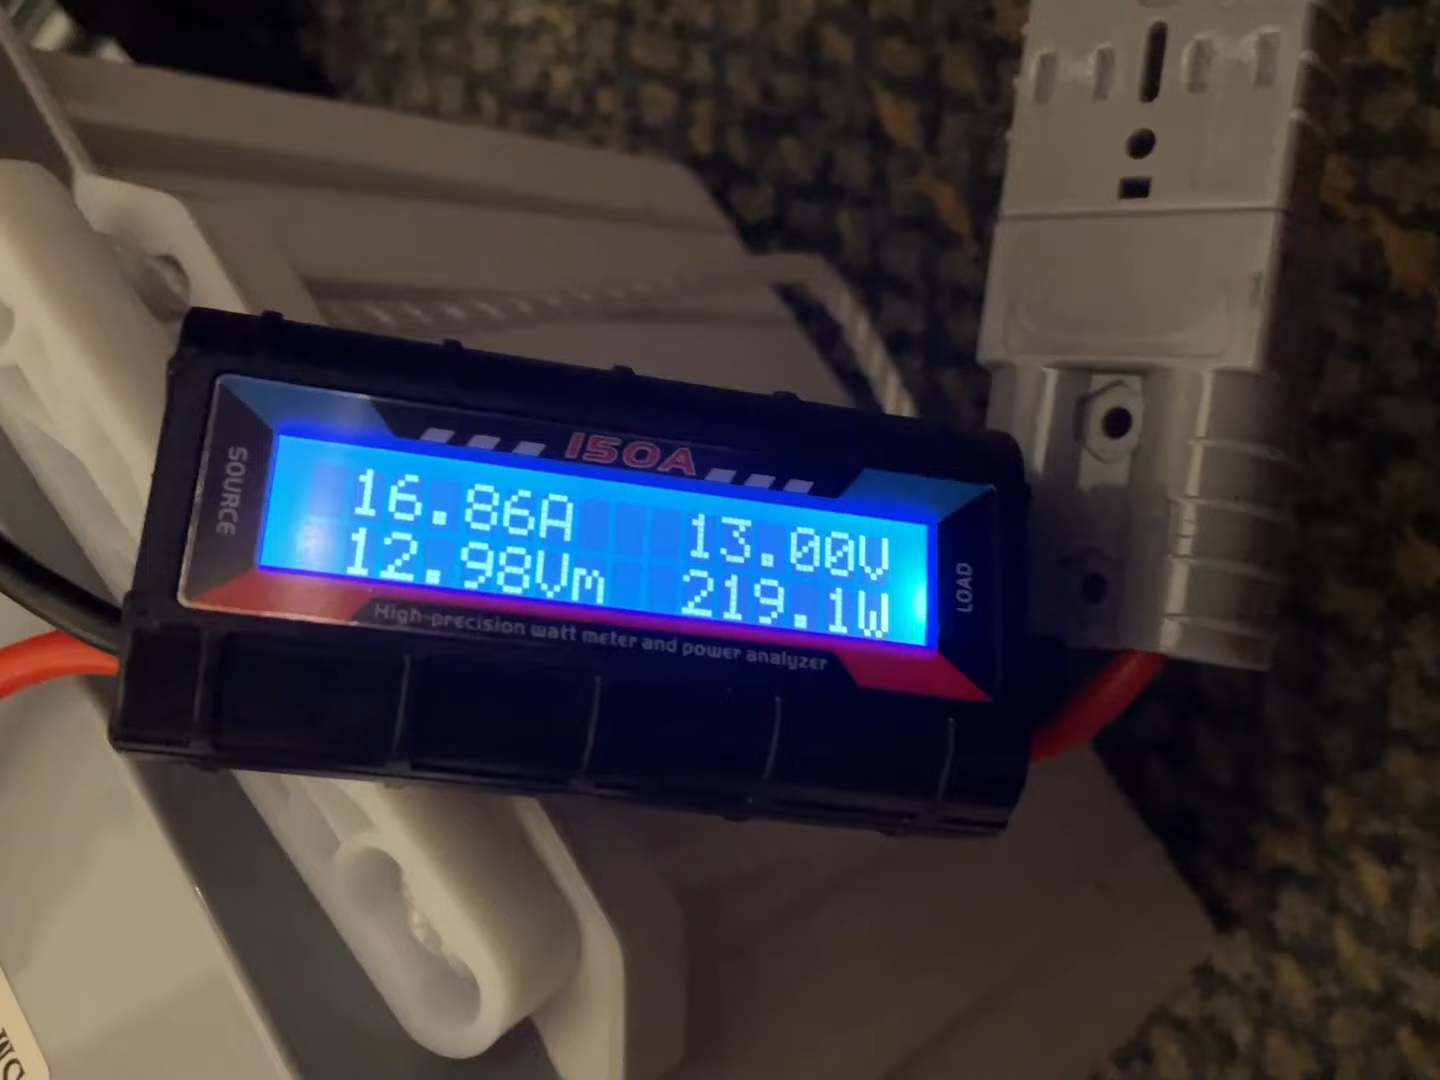 150A
SOURCE
16.86A 13.00V
12.98Vm 219.1W
LOAD
High-precision watt meter and power analyzer